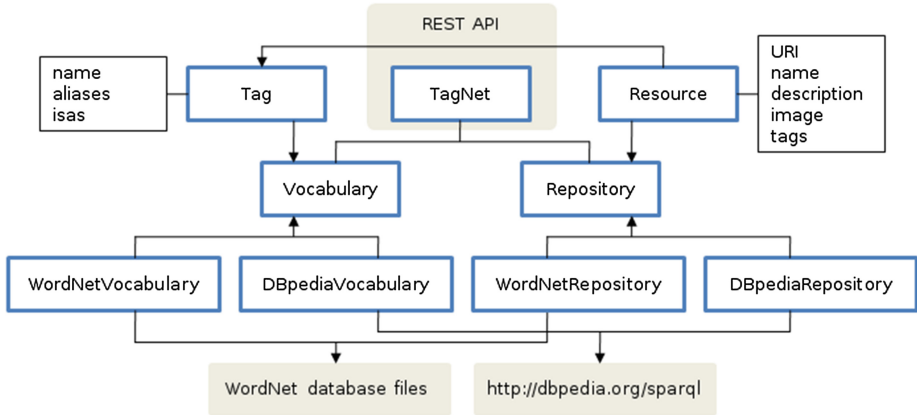 REST API
name
aliases
isas
Tag
TagNet
Resource
URI
name
description
image
tags
Vocabulary
Repository
WordNetVocabulary
DBpediaVocabulary
WordNetRepository
DBpediaRepository
WordNet database files
http://dbpedia.org/sparql